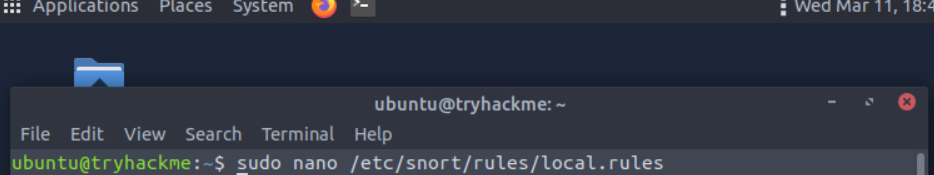 Applications Places System Wed Mar 11, 18:4
ubuntu@tryhackme: ~
File Edit View Search Terminal Help
ubuntu@tryhackme:~$ sudo nano /etc/snort/rules/local.rules